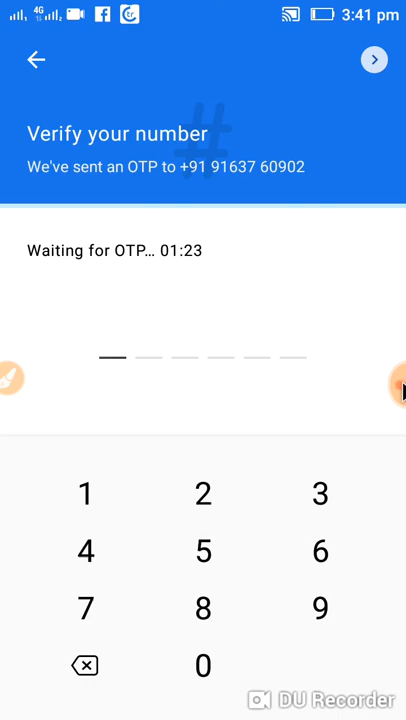 4G
3:41 pm
Verify your number
#
We've sent an OTP to +91 91637 60902
Waiting for OTP... 01:23
1 2 3
4 5 6
7 8 9
0
DU Recorder